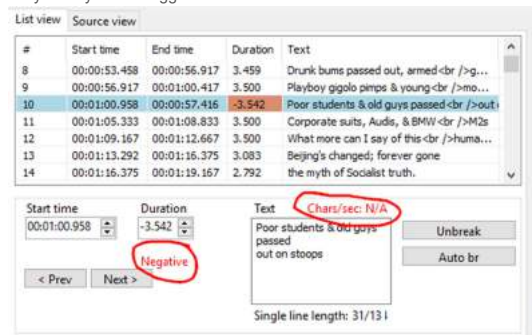 List view Source view
# Start time End time Duration Text
8 00:00:53.458 00:00:56.917 3.459 Drunk bums passed out, armed<br />g...
9 00:00:56.917 00:01:00.417 3.500 Playboy gigolo pimps & young<br />mo...
10 00:01:00.958 00:00:57.416 -3.542 Poor students & old guys passed<br />out
11 00:01:05.333 00:01:08.833 3.500 Corporate suits, Audis, & BMW<br />M2s
12 00:01:09.167 00:01:12.667 3.500 What more can I say of this<br />huma...
13 00:01:13.292 00:01:16.375 3.083 Beijing's changed; forever gone
14 00:01:16.375 00:01:19.167 2.792 the myth of Socialist truth.
Start time Duration Text Chars/sec: N/A
00:01:00.958 -3.542 Poor students & old guys Unbreak
passed
out on stoops Auto br
Negative
< Prev Next >
Single line length: 31/13